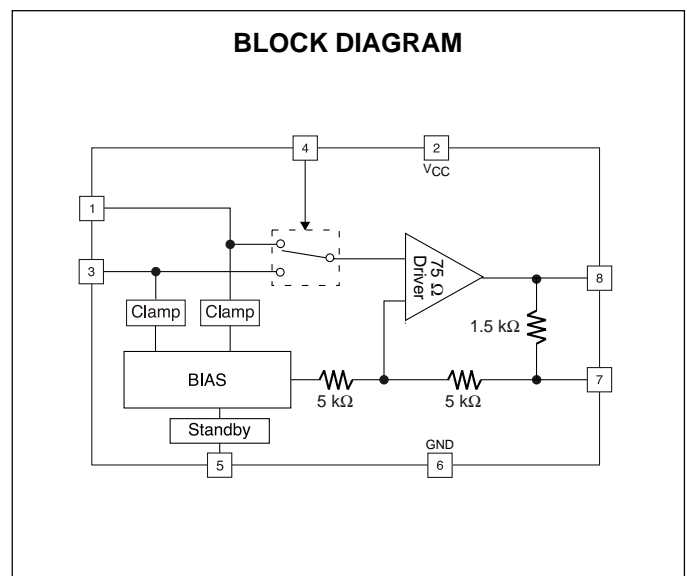 BLOCK DIAGRAM
4
2
VCC
1
3
8
75 Ω
Driver
Clamp
Clamp
1.5 kΩ
BIAS
7
5 kΩ
5 kΩ
Standby
GND
5
6